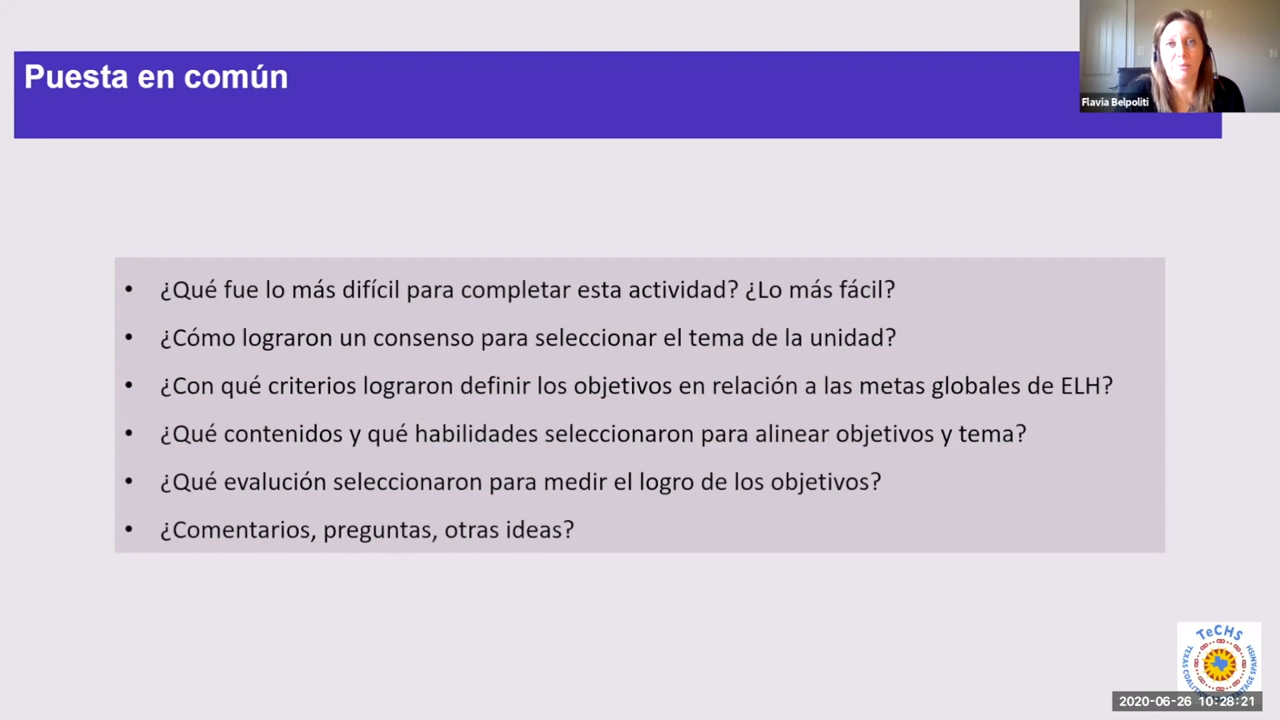 Puesta en común
Flavia Belpoliti
• ¿Qué fue lo más difícil para completar esta actividad? ¿Lo más fácil?
• ¿Cómo lograron un consenso para seleccionar el tema de la unidad?
• ¿Con qué criterios lograron definir los objetivos en relación a las metas globales de ELH?
• ¿Qué contenidos y qué habilidades seleccionaron para alinear objetivos y tema?
• ¿Qué evalución seleccionaron para medir el logro de los objetivos?
• ¿Comentarios, preguntas, otras ideas?
TeCHS
TEXAS
2020-06-26 10:28:21